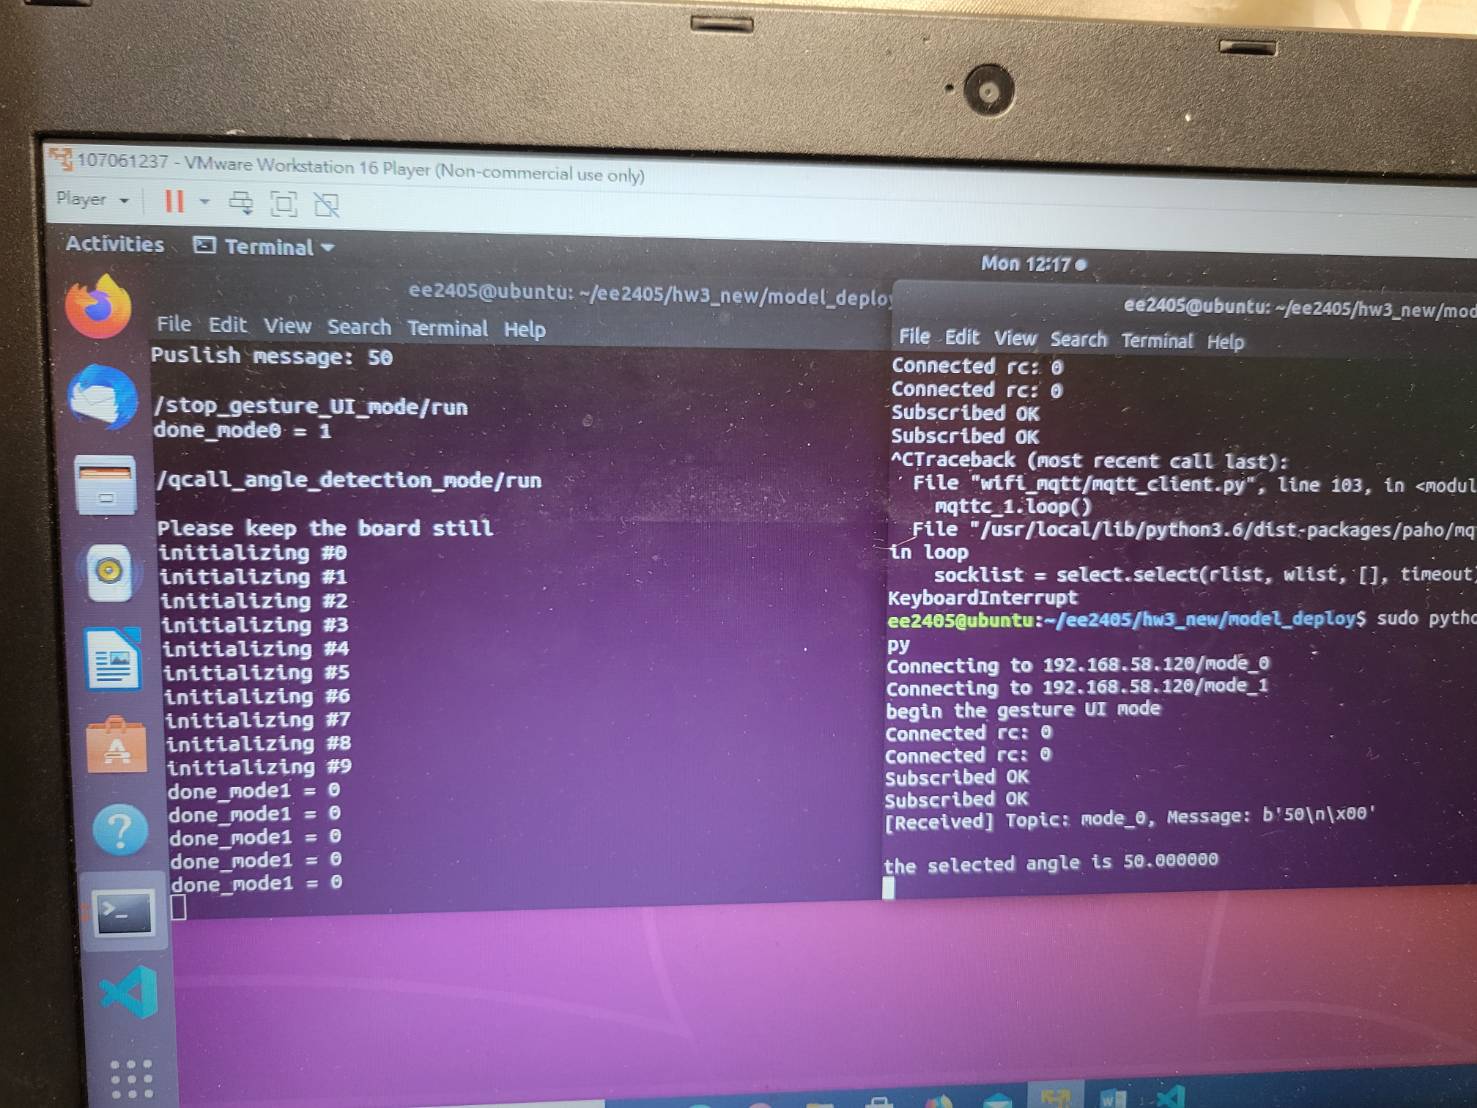 107061237 - VMware Workstation 16 Player (Non-commercial use only)
Player
Activities
Terminal
Mon 12:17
ee2405@ubuntu: ~/ee2405/hw3_new/model_deploy
File Edit View Search Terminal Help
Puslish message: 50
/stop_gesture_UI_mode/run
done_mode0 = 1
/qcall_angle_detection_mode/run
Please keep the board still
initializing #0
initializing #1
initializing #2
initializing #3
initializing #4
initializing #5
initializing #6
initializing #7
initializing #8
initializing #9
done_mode1 = 0
done_mode1 = 0
done_mode1 = 0
done_mode1 = 0
done_mode1 = 0
ee2405@ubuntu: ~/ee2405/hw3_new/mod
File Edit View Search Terminal Help
Connected rc: 0
Connected rc: 0
Subscribed OK
Subscribed OK
^CTraceback (most recent call last):
File "wifi_mqtt/mqtt_client.py", line 103, in <modul
mqttc_1.loop()
File "/usr/local/lib/python3.6/dist-packages/paho/mq
in loop
socklist = select.select(rlist, wlist, [], timeout)
KeyboardInterrupt
ee2405@ubuntu:~/ee2405/hw3_new/model_deploy$ sudo pytho
py
Connecting to 192.168.58.120/mode_0
Connecting to 192.168.58.120/mode_1
begin the gesture UI mode
Connected rc: 0
Connected rc: 0
Subscribed OK
Subscribed OK
[Received] Topic: mode_0, Message: b'50\n\x00'
the selected angle is 50.000000